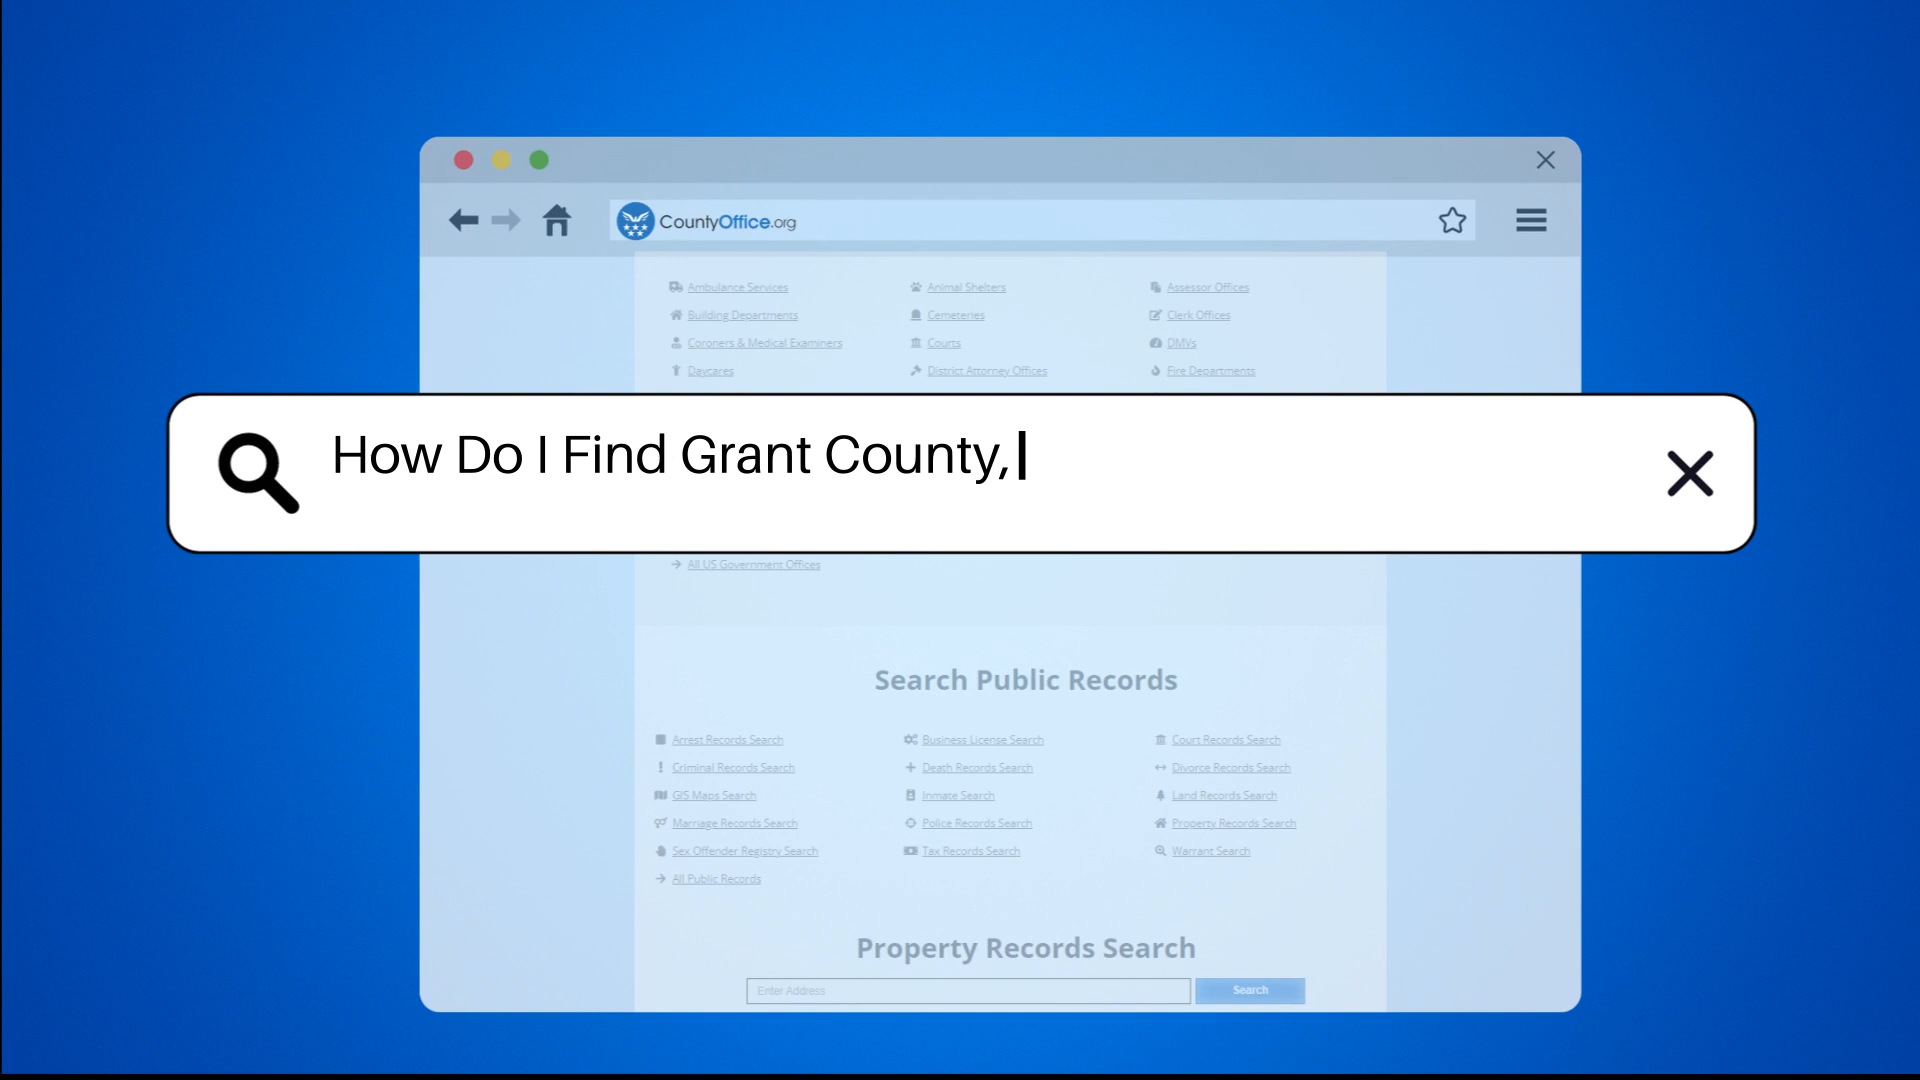 CountyOffice.org
Ambulance Services Animal Shelters Assessor Offices
Building Departments Cemeteries Clerk Offices
Coroners & Medical Examiners Courts DMVs
Daycares District Attorney Offices Fire Departments
How Do I Find Grant County,
All US Government Offices
Search Public Records
Arrest Records Search Business License Search Court Records Search
Criminal Records Search Death Records Search Divorce Records Search
GIS Maps Search Inmate Search Land Records Search
Marriage Records Search Police Records Search Property Records Search
Sex Offender Registry Search Tax Records Search Warrant Search
All Public Records
Property Records Search
Enter Address Search